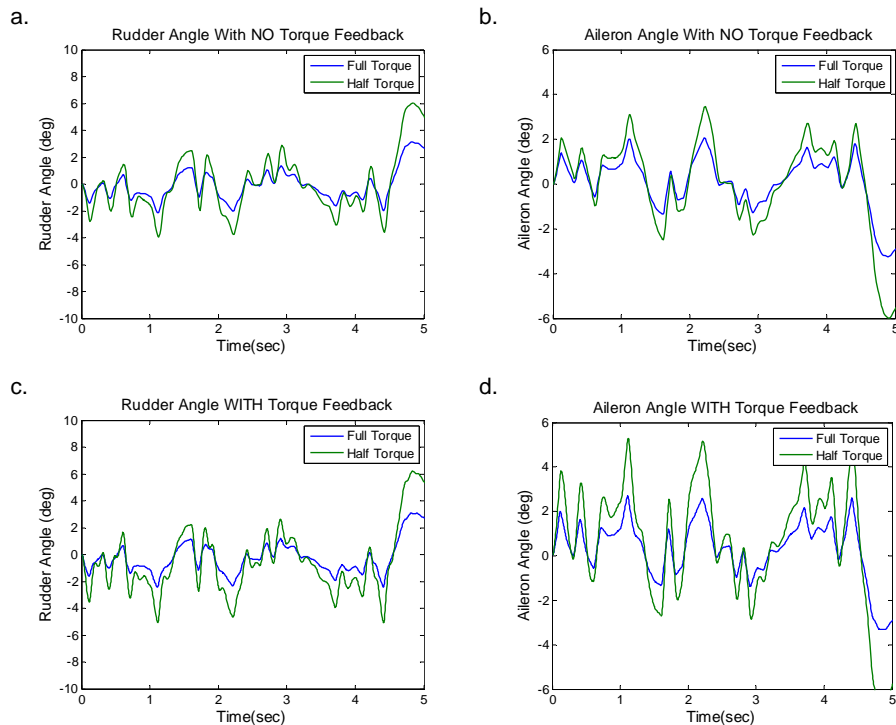 a.
Rudder Angle With NO Torque Feedback
10
8
6
4
2
0
-2
-4
-6
-8
-10
Rudder Angle (deg)
Full Torque
Half Torque
0 1 2 3 4 5
Time(sec)
b.
Aileron Angle With NO Torque Feedback
6
4
2
0
-2
-4
-6
Aileron Angle (deg)
Full Torque
Half Torque
0 1 2 3 4 5
Time(sec)
c.
Rudder Angle WITH Torque Feedback
10
8
6
4
2
0
-2
-4
-6
-8
-10
Rudder Angle (deg)
Full Torque
Half Torque
0 1 2 3 4 5
Time(sec)
d.
Aileron Angle WITH Torque Feedback
6
4
2
0
-2
-4
-6
Aileron Angle (deg)
Full Torque
Half Torque
0 1 2 3 4 5
Time(sec)